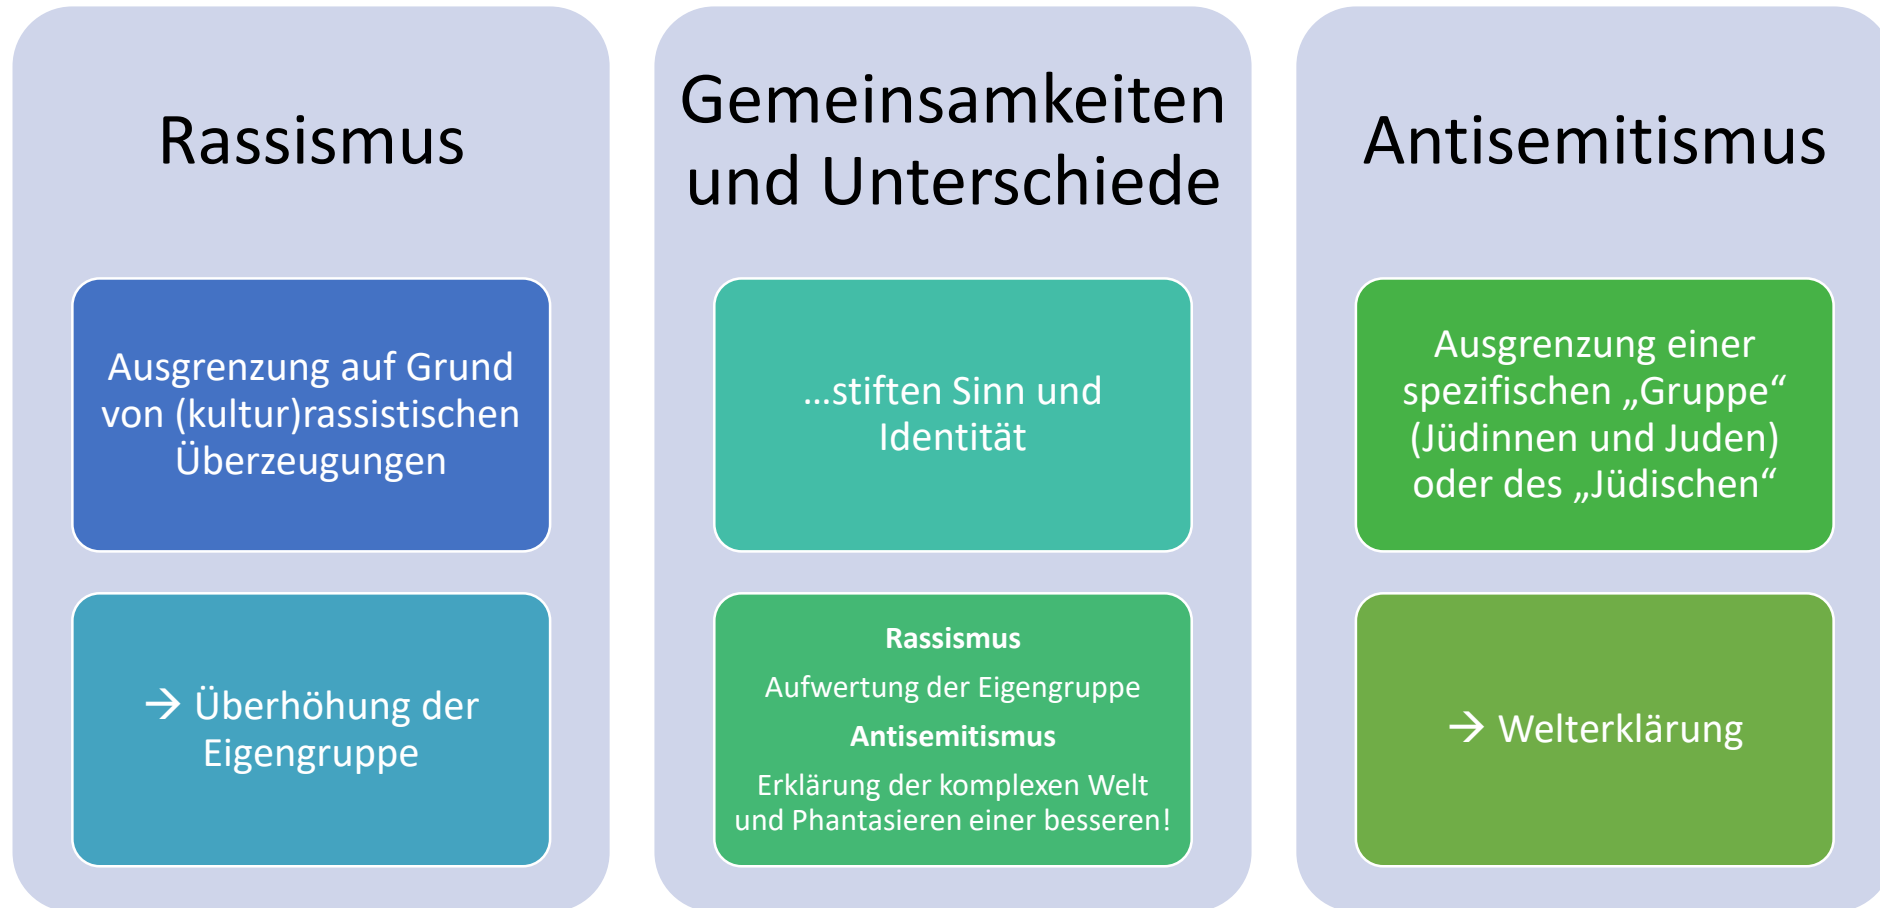 Rassismus
Ausgrenzung auf Grund
von (kultur)rassistischen
Überzeugungen
→ Überhöhung der
Eigengruppe
Gemeinsamkeiten
und Unterschiede
...stiften Sinn und
Identität
Rassismus
Aufwertung der Eigengruppe
Antisemitismus
Erklärung der komplexen Welt
und Phantasieren einer besseren!
Antisemitismus
Ausgrenzung einer
spezifischen „Gruppe“
(Jüdinnen und Juden)
oder des „Jüdischen“
→ Welterklärung